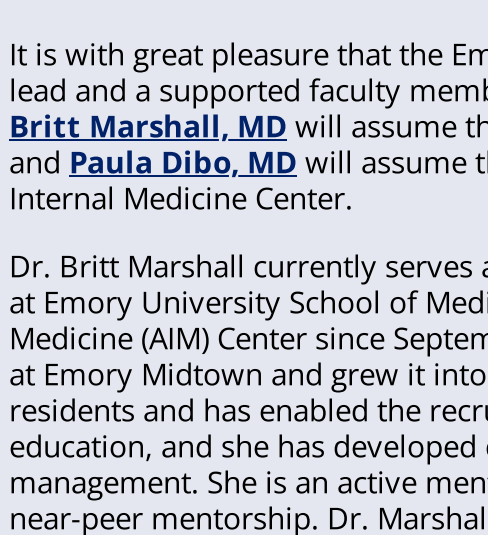 It is with great pleasure that the Em
lead and a supported faculty memb
Britt Marshall, MD will assume th
and Paula Dibo, MD will assume th
Internal Medicine Center.
Dr. Britt Marshall currently serves a
at Emory University School of Medi
Medicine (AIM) Center since Septem
at Emory Midtown and grew it into
residents and has enabled the recru
education, and she has developed
management. She is an active ment
near-peer mentorship. Dr. Marshal